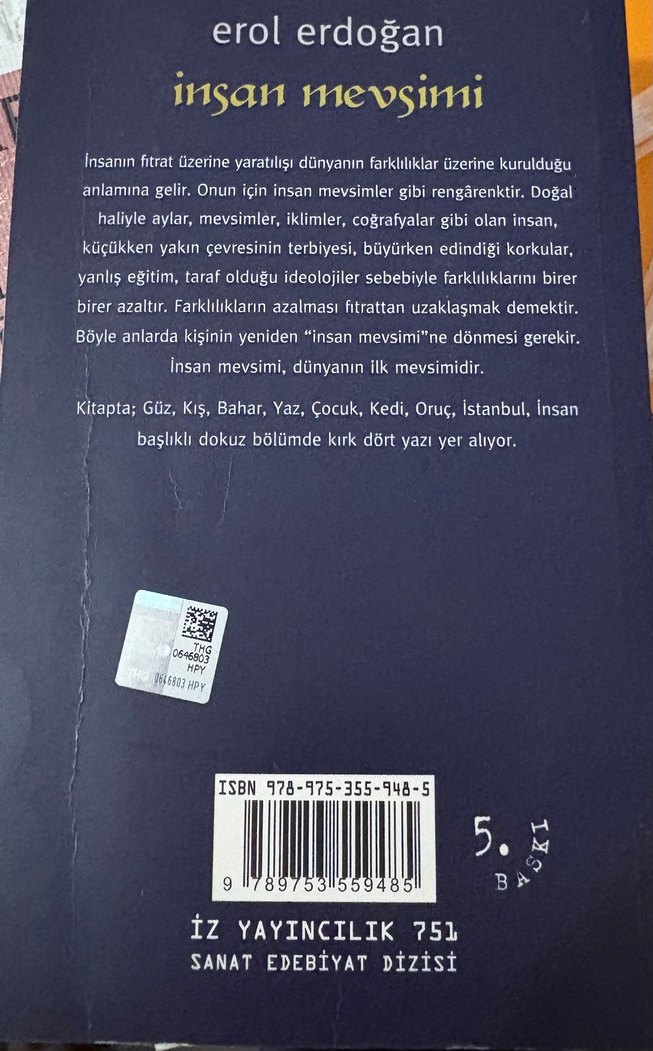 erol erdoğan
insan mevsimi
İnsanın fıtrat üzerine yaratılışı dünyanın farklılıklar üzerine kurulduğu
anlamına gelir. Onun için insan mevsimler gibi rengârenktir. Doğal
haliyle aylar, mevsimler, iklimler, coğrafyalar gibi olan insan,
küçükken yakın çevresinin terbiyesi, büyürken edindiği korkular,
yanlış eğitim, taraf olduğu ideolojiler sebebiyle farklılıklarını birer
birer azaltır. Farklılıkların azalması fıtrattan uzaklaşmak demektir.
Böyle anlarda kişinin yeniden “insan mevsimi”ne dönmesi gerekir.
İnsan mevsimi, dünyanın ilk mevsimidir.
Kitapta; Güz, Kış, Bahar, Yaz, Çocuk, Kedi, Oruç, İstanbul, İnsan
başlıklı dokuz bölümde kırk dört yazı yer alıyor.
THG
0646803
HPY
THG 0646803 HPY
ISBN 978-975-355-948-5
9 789753 559485
5. BASKI
İZ YAYINCILIK 751
SANAT EDEBİYAT DİZİSİ